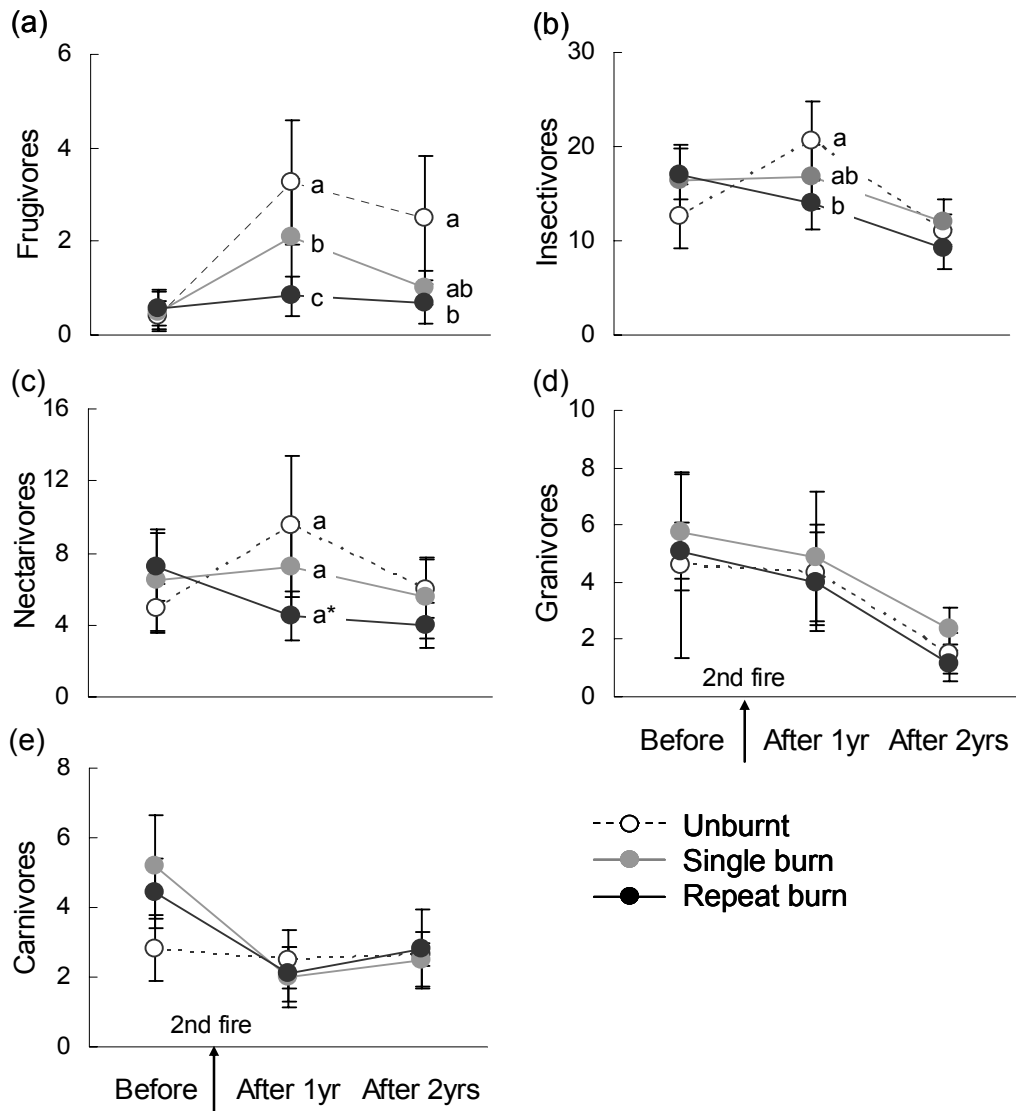 (a)
6
4
2
0
Frugivores
a
b
c
a
ab
b
(b)
30
20
10
0
Insectivores
a
ab
b
(c)
16
12
8
4
0
Nectarivores
a
a
a*
(d)
10
8
6
4
2
0
Granivores
2nd fire
Before After 1yr After 2yrs
(e)
8
6
4
2
0
Carnivores
2nd fire
Before After 1yr After 2yrs
Unburnt
Single burn
Repeat burn